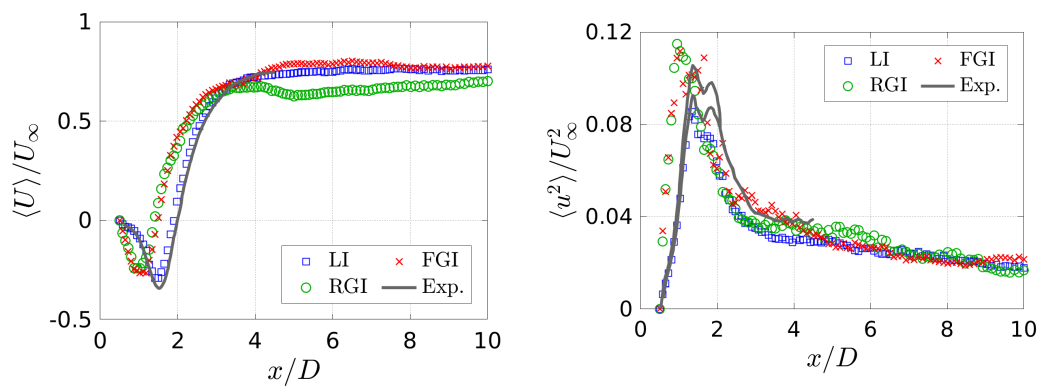 1
0.5
0
-0.5
0 2 4 6 8 10
⟨U⟩/U∞
x/D
LI FGI
RGI Exp.
0.12
0.08
0.04
0
0 2 4 6 8 10
⟨u²⟩/U²∞
x/D
LI FGI
RGI Exp.